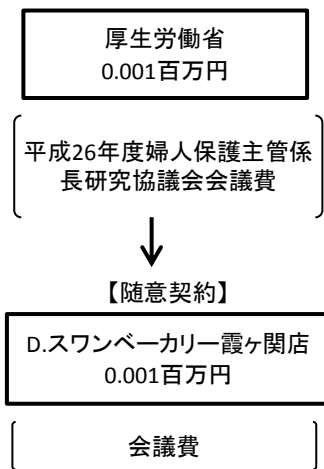 厚生労働省
0.001百万円
平成26年度婦人保護主管係
長研究協議会会議費
【随意契約】
D.スワンベーカリー霞ヶ関店
0.001百万円
会議費